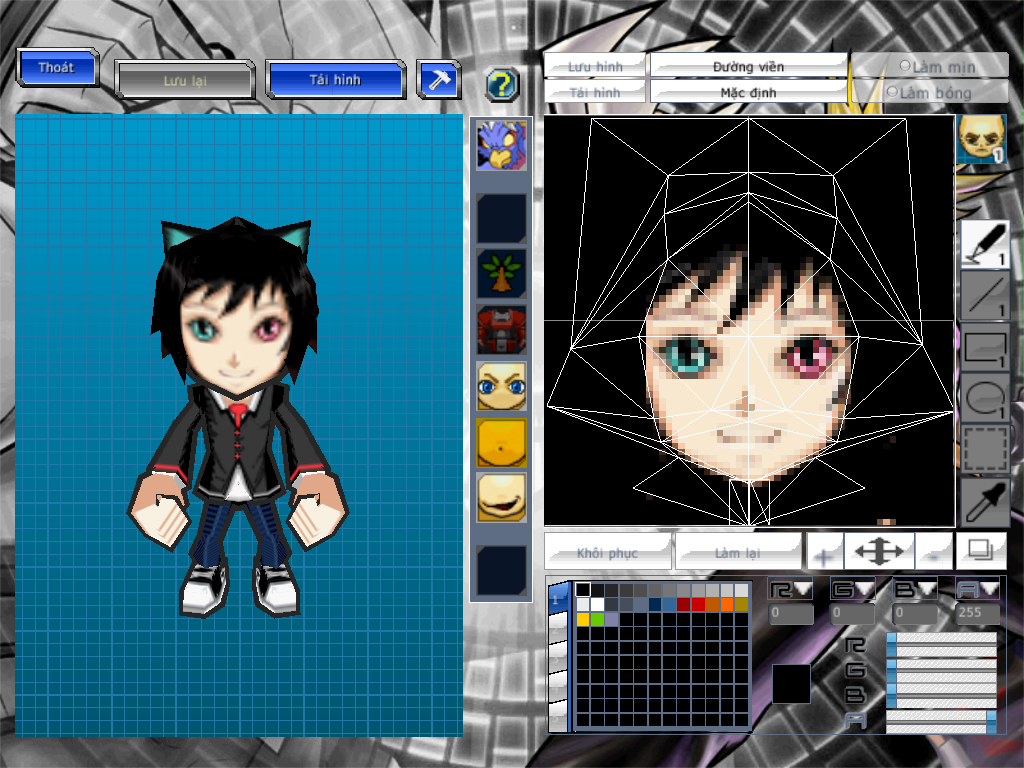 Thoát
Lưu lại
Tải hình
?
Lưu hình
Đường viền
Làm mịn
Tải hình
Mặc định
Làm bóng
1
1
1
1
1
Khôi phục
Làm lại
+
-
1
R
G
B
A
0
0
0
255
R
G
B
A